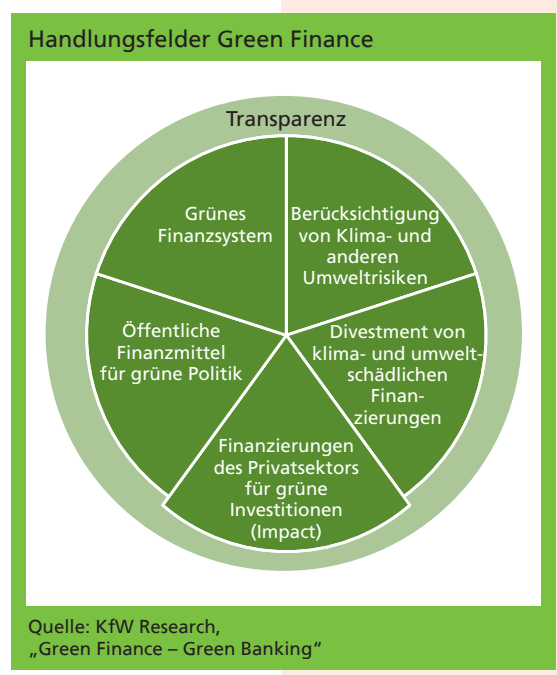 Handlungsfelder Green Finance
Transparenz
Grünes
Finanzsystem
Berücksichtigung
von Klima- und
anderen
Umweltrisiken
Öffentliche
Finanzmittel
für grüne Politik
Divestment von
klima- und umwelt-
schädlichen
Finan-
zierungen
Finanzierungen
des Privatsektors
für grüne
Investitionen
(Impact)
Quelle: KfW Research,
„Green Finance – Green Banking“